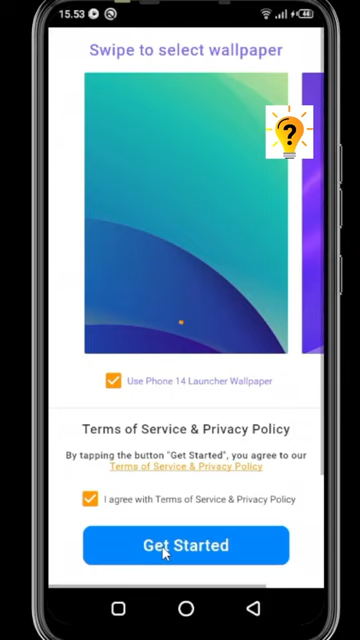 15.53
44
Swipe to select wallpaper
?
Use Phone 14 Launcher Wallpaper
Terms of Service & Privacy Policy
By tapping the button "Get Started", you agree to our
Terms of Service & Privacy Policy
I agree with Terms of Service & Privacy Policy
Get Started